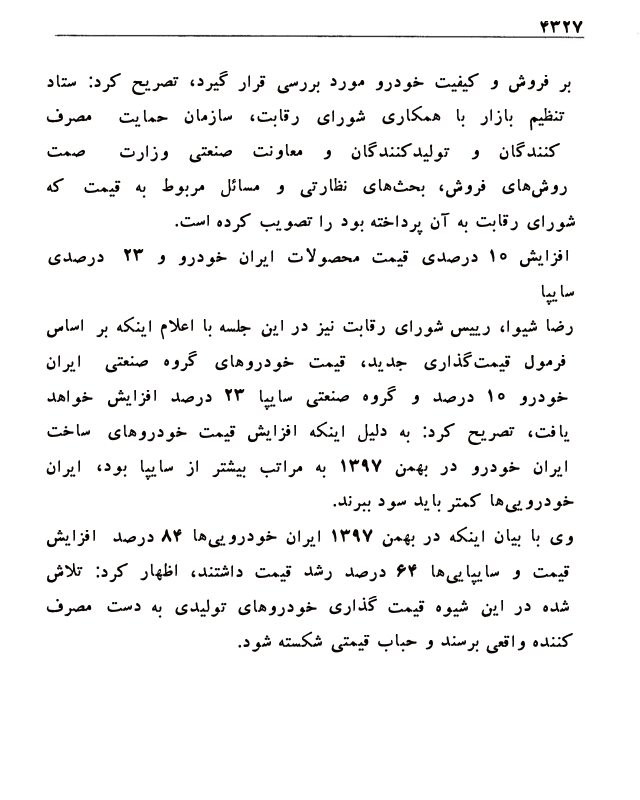 ۴۳۲۷
بر فروش و کیفیت خودرو مورد بررسی قرار گیرد، تصریح کرد: ستاد
تنظیم بازار با همکاری شورای رقابت، سازمان حمایت مصرف
کنندگان و تولیدکنندگان و معاونت صنعتی وزارت صمت
روش‌های فروش، بحث‌های نظارتی و مسائل مربوط به قیمت که
شورای رقابت به آن پرداخته بود را تصویب کرده است.
افزایش ۱۰ درصدی قیمت محصولات ایران خودرو و ۲۳ درصدی
سایپا
رضا شیوا، رییس شورای رقابت نیز در این جلسه با اعلام اینکه بر اساس
فرمول قیمت‌گذاری جدید، قیمت خودروهای گروه صنعتی ایران
خودرو ۱۰ درصد و گروه صنعتی سایپا ۲۳ درصد افزایش خواهد
یافت، تصریح کرد: به دلیل اینکه افزایش قیمت خودروهای ساخت
ایران خودرو در بهمن ۱۳۹۷ به مراتب بیشتر از سایپا بود، ایران
خودرویی‌ها کمتر باید سود ببرند.
وی با بیان اینکه در بهمن ۱۳۹۷ ایران خودرویی‌ها ۸۴ درصد افزایش
قیمت و سایپایی‌ها ۶۴ درصد رشد قیمت داشتند، اظهار کرد: تلاش
شده در این شیوه قیمت گذاری خودروهای تولیدی به دست مصرف
کننده واقعی برسند و حباب قیمتی شکسته شود.